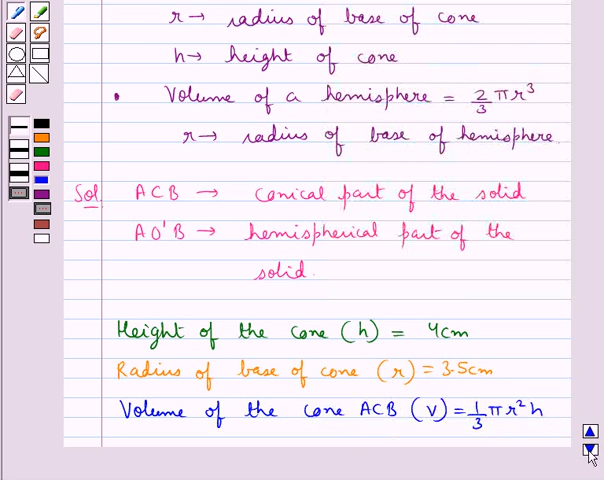 r → radius of base of cone
h → height of cone
• Volume of a hemisphere = 2/3 πr³
r → radius of base of hemisphere
Sol ACB → conical part of the solid
AO'B → hemispherical part of the
solid.
Height of the cone (h) = 4cm
Radius of base of cone (r) = 3.5cm
Volume of the cone ACB (V) = 1/3 πr²h